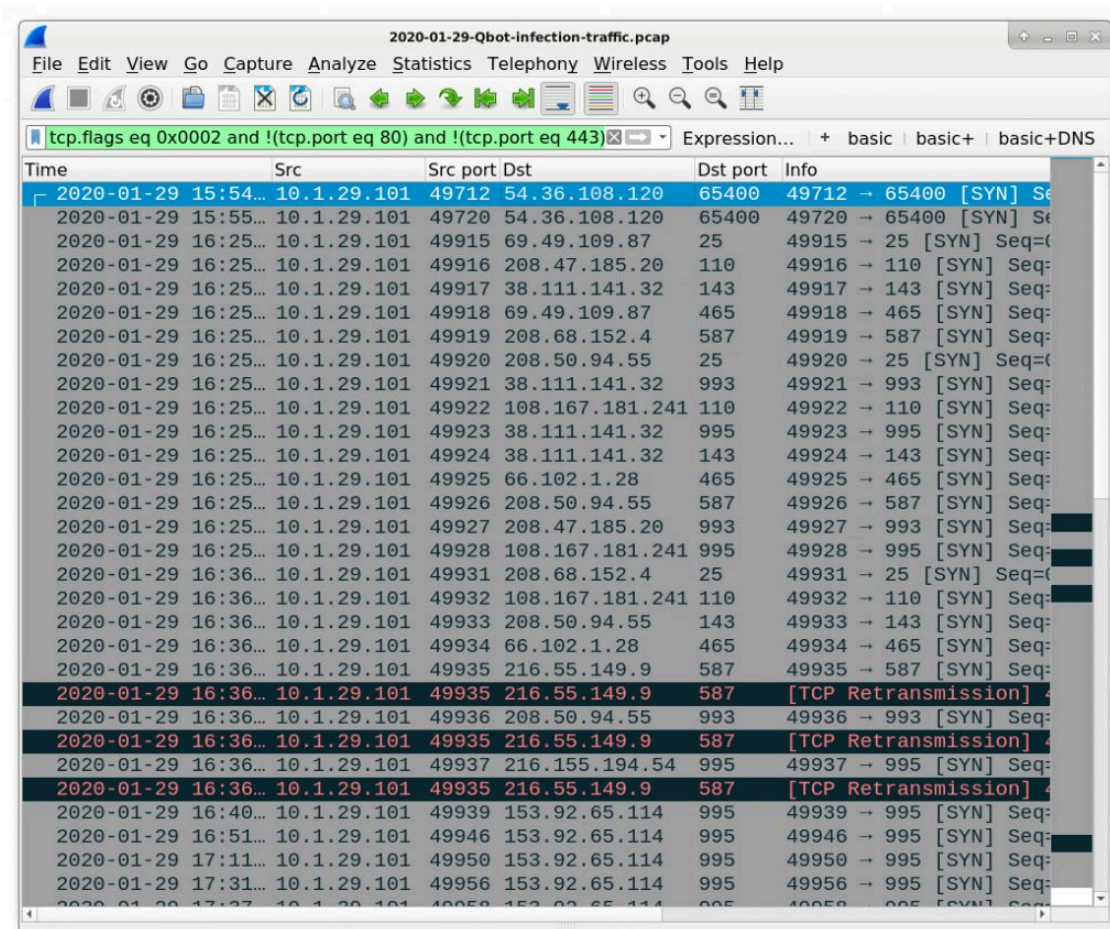 2020-01-29-Qbot-infection-traffic.pcap
File Edit View Go Capture Analyze Statistics Telephony Wireless Tools Help
tcp.flags eq 0x0002 and !(tcp.port eq 80) and !(tcp.port eq 443) Expression... + basic basic+ basic+DNS
Time Src Src port Dst Dst port Info
2020-01-29 15:54… 10.1.29.101 49712 54.36.108.120 65400 49712 → 65400 [SYN] Se
2020-01-29 15:55… 10.1.29.101 49720 54.36.108.120 65400 49720 → 65400 [SYN] Se
2020-01-29 16:25… 10.1.29.101 49915 69.49.109.87 25 49915 → 25 [SYN] Seq=0
2020-01-29 16:25… 10.1.29.101 49916 208.47.185.20 110 49916 → 110 [SYN] Seq=
2020-01-29 16:25… 10.1.29.101 49917 38.111.141.32 143 49917 → 143 [SYN] Seq=
2020-01-29 16:25… 10.1.29.101 49918 69.49.109.87 465 49918 → 465 [SYN] Seq=
2020-01-29 16:25… 10.1.29.101 49919 208.68.152.4 587 49919 → 587 [SYN] Seq=
2020-01-29 16:25… 10.1.29.101 49920 208.50.94.55 25 49920 → 25 [SYN] Seq=0
2020-01-29 16:25… 10.1.29.101 49921 38.111.141.32 993 49921 → 993 [SYN] Seq=
2020-01-29 16:25… 10.1.29.101 49922 108.167.181.241 110 49922 → 110 [SYN] Seq=
2020-01-29 16:25… 10.1.29.101 49923 38.111.141.32 995 49923 → 995 [SYN] Seq=
2020-01-29 16:25… 10.1.29.101 49924 38.111.141.32 143 49924 → 143 [SYN] Seq=
2020-01-29 16:25… 10.1.29.101 49925 66.102.1.28 465 49925 → 465 [SYN] Seq=
2020-01-29 16:25… 10.1.29.101 49926 208.50.94.55 587 49926 → 587 [SYN] Seq=
2020-01-29 16:25… 10.1.29.101 49927 208.47.185.20 993 49927 → 993 [SYN] Seq=
2020-01-29 16:25… 10.1.29.101 49928 108.167.181.241 995 49928 → 995 [SYN] Seq=
2020-01-29 16:36… 10.1.29.101 49931 208.68.152.4 25 49931 → 25 [SYN] Seq=0
2020-01-29 16:36… 10.1.29.101 49932 108.167.181.241 110 49932 → 110 [SYN] Seq=
2020-01-29 16:36… 10.1.29.101 49933 208.50.94.55 143 49933 → 143 [SYN] Seq=
2020-01-29 16:36… 10.1.29.101 49934 66.102.1.28 465 49934 → 465 [SYN] Seq=
2020-01-29 16:36… 10.1.29.101 49935 216.55.149.9 587 49935 → 587 [SYN] Seq=
2020-01-29 16:36… 10.1.29.101 49935 216.55.149.9 587 [TCP Retransmission] 4
2020-01-29 16:36… 10.1.29.101 49936 208.50.94.55 993 49936 → 993 [SYN] Seq=
2020-01-29 16:36… 10.1.29.101 49935 216.55.149.9 587 [TCP Retransmission] 4
2020-01-29 16:36… 10.1.29.101 49937 216.155.194.54 995 49937 → 995 [SYN] Seq=
2020-01-29 16:36… 10.1.29.101 49935 216.55.149.9 587 [TCP Retransmission] 4
2020-01-29 16:40… 10.1.29.101 49939 153.92.65.114 995 49939 → 995 [SYN] Seq=
2020-01-29 16:51… 10.1.29.101 49946 153.92.65.114 995 49946 → 995 [SYN] Seq=
2020-01-29 17:11… 10.1.29.101 49950 153.92.65.114 995 49950 → 995 [SYN] Seq=
2020-01-29 17:31… 10.1.29.101 49956 153.92.65.114 995 49956 → 995 [SYN] Seq=